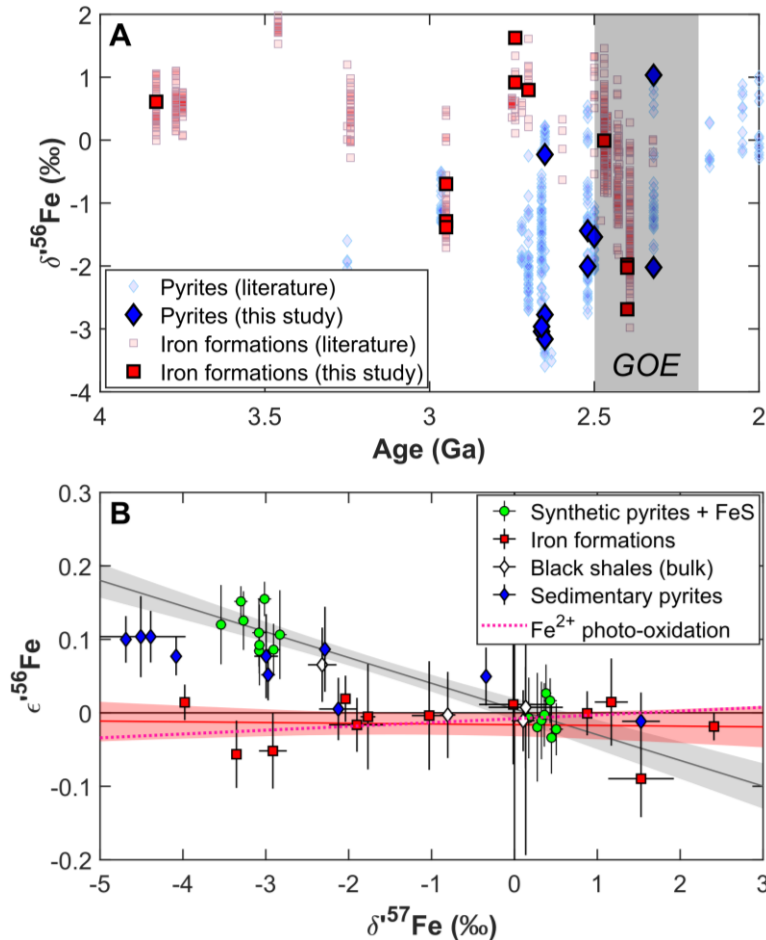 A
2
1
0
-1
-2
-3
-4
δ'⁵⁶Fe (‰)
Pyrites (literature)
Pyrites (this study)
Iron formations (literature)
Iron formations (this study)
GOE
4
3.5
3
2.5
2
Age (Ga)
B
0.3
0.2
0.1
0
-0.1
-0.2
ϵ'⁵⁶Fe
Synthetic pyrites + FeS
Iron formations
Black shales (bulk)
Sedimentary pyrites
Fe²⁺ photo-oxidation
-5
-4
-3
-2
-1
0
1
2
3
δ'⁵⁷Fe (‰)